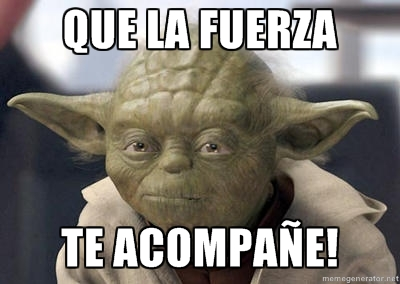 QUE LA FUERZA
TE ACOMPAÑE!
memegenerator.net